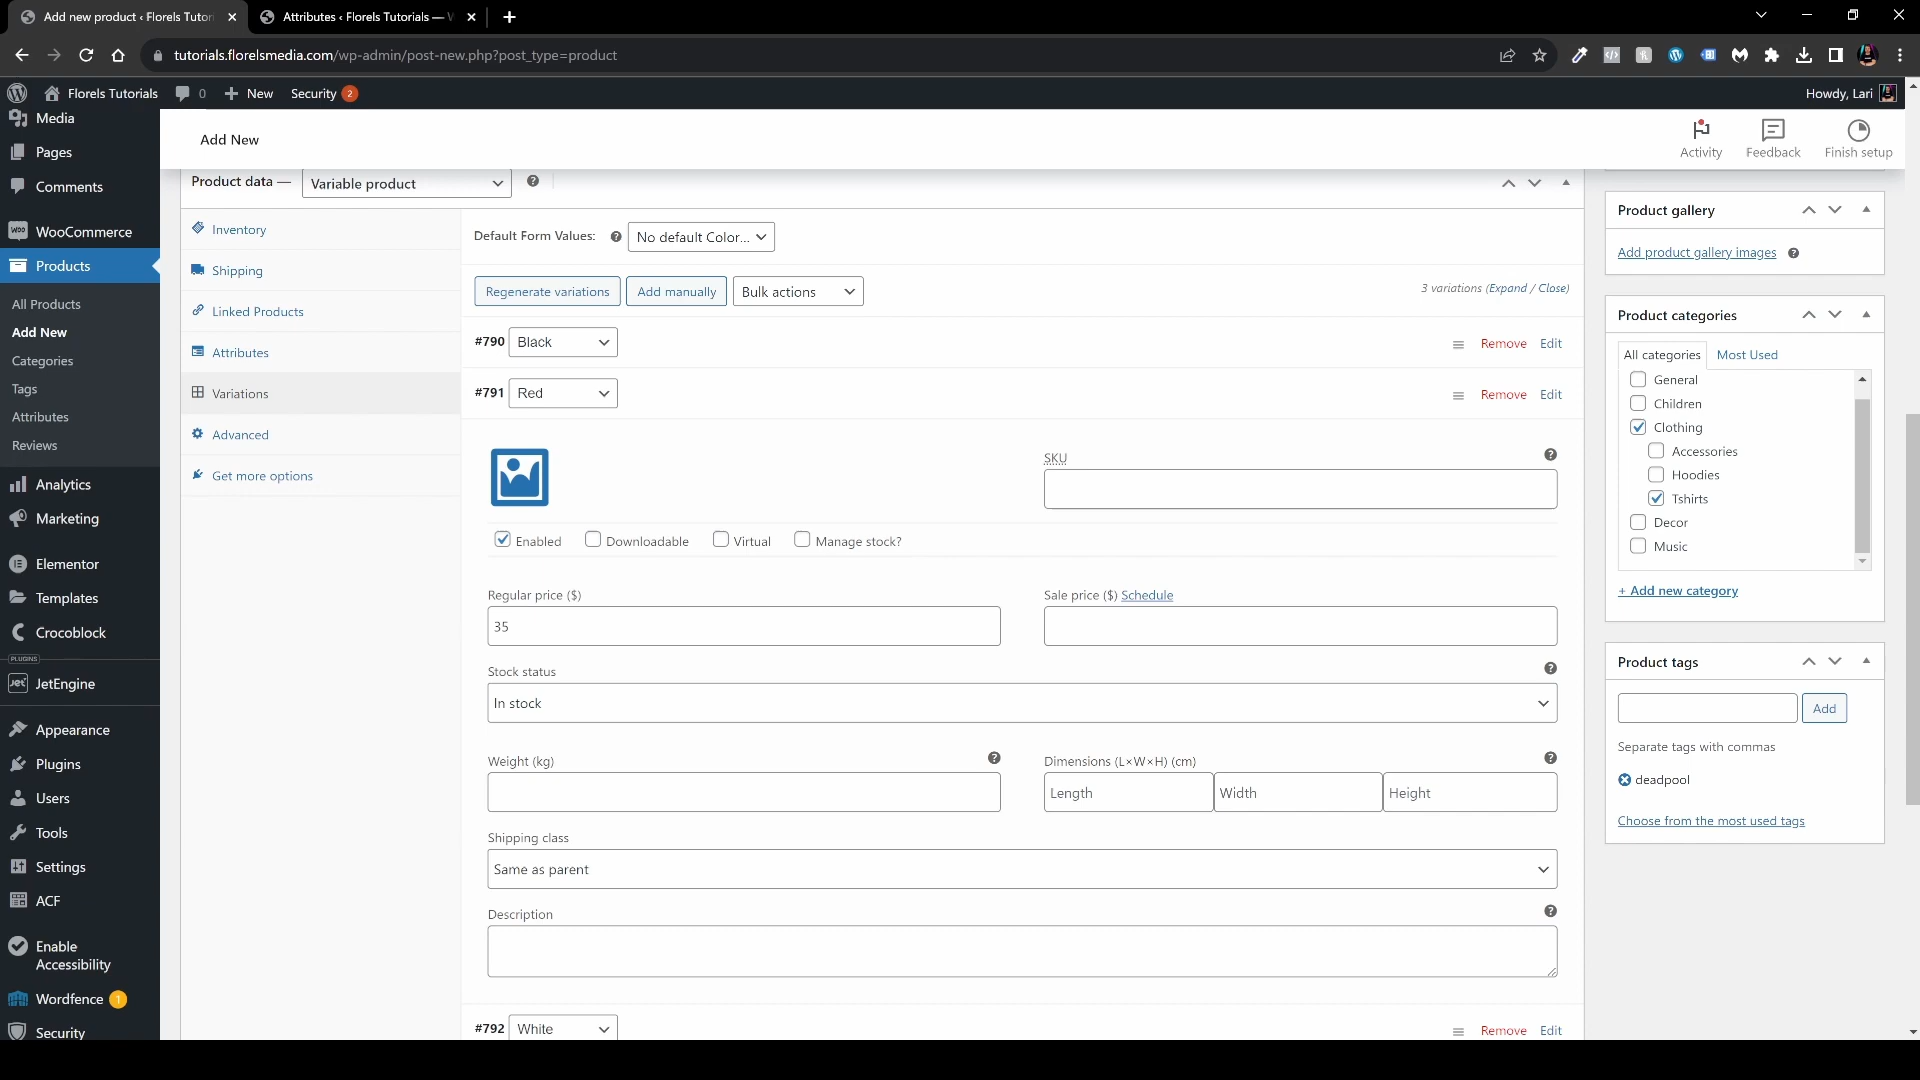 Add new product ‹ Florels Tutori
Attributes ‹ Florels Tutorials —
tutorials.florelsmedia.com/wp-admin/post-new.php?post_type=product
Florels Tutorials
0
New
Security 2
Howdy, Lari
Media
Pages
Comments
WooCommerce
Products
All Products
Add New
Categories
Tags
Attributes
Reviews
Analytics
Marketing
Elementor
Templates
Crocoblock
PLUGINS
JetEngine
Appearance
Plugins
Users
Tools
Settings
ACF
Enable
Accessibility
Wordfence 1
Security
Add New
Activity
Feedback
Finish setup
Product data — Variable product
Inventory
Shipping
Linked Products
Attributes
Variations
Advanced
Get more options
Default Form Values: No default Color...
Regenerate variations Add manually Bulk actions 3 variations (Expand / Close)
#790 Black Remove Edit
#791 Red Remove Edit
SKU
Enabled Downloadable Virtual Manage stock?
Regular price ($) Sale price ($) Schedule
35
Stock status
In stock
Weight (kg) Dimensions (L×W×H) (cm)
Length Width Height
Shipping class
Same as parent
Description
#792 White Remove Edit
Product gallery
Add product gallery images
Product categories
All categories Most Used
General
Children
Clothing
Accessories
Hoodies
Tshirts
Decor
Music
+ Add new category
Product tags
Add
Separate tags with commas
deadpool
Choose from the most used tags